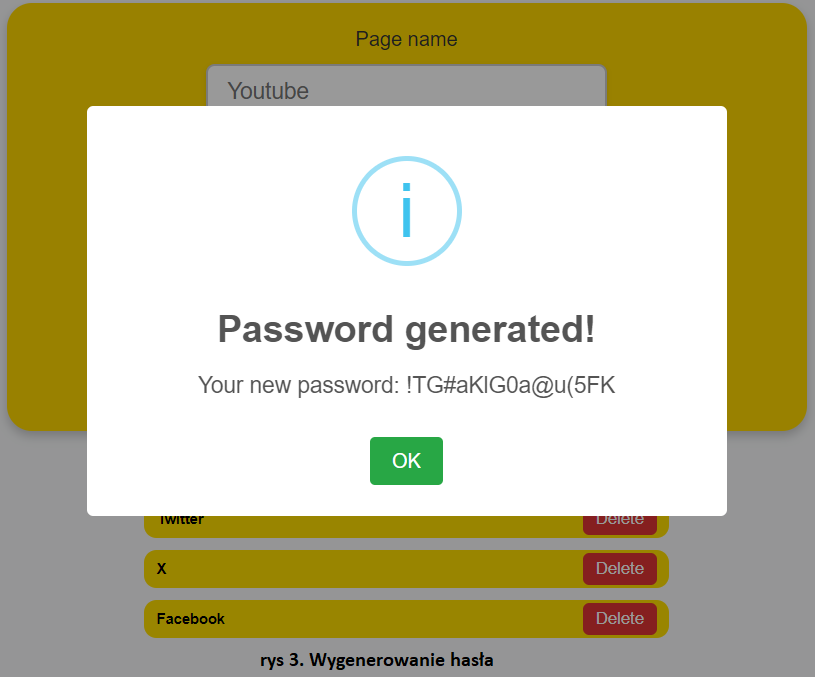 Page name
Youtube
i
Password generated!
Your new password: !TG#aKlG0a@u(5FK
OK
Twitter Delete
X Delete
Facebook Delete
rys 3. Wygenerowanie hasła